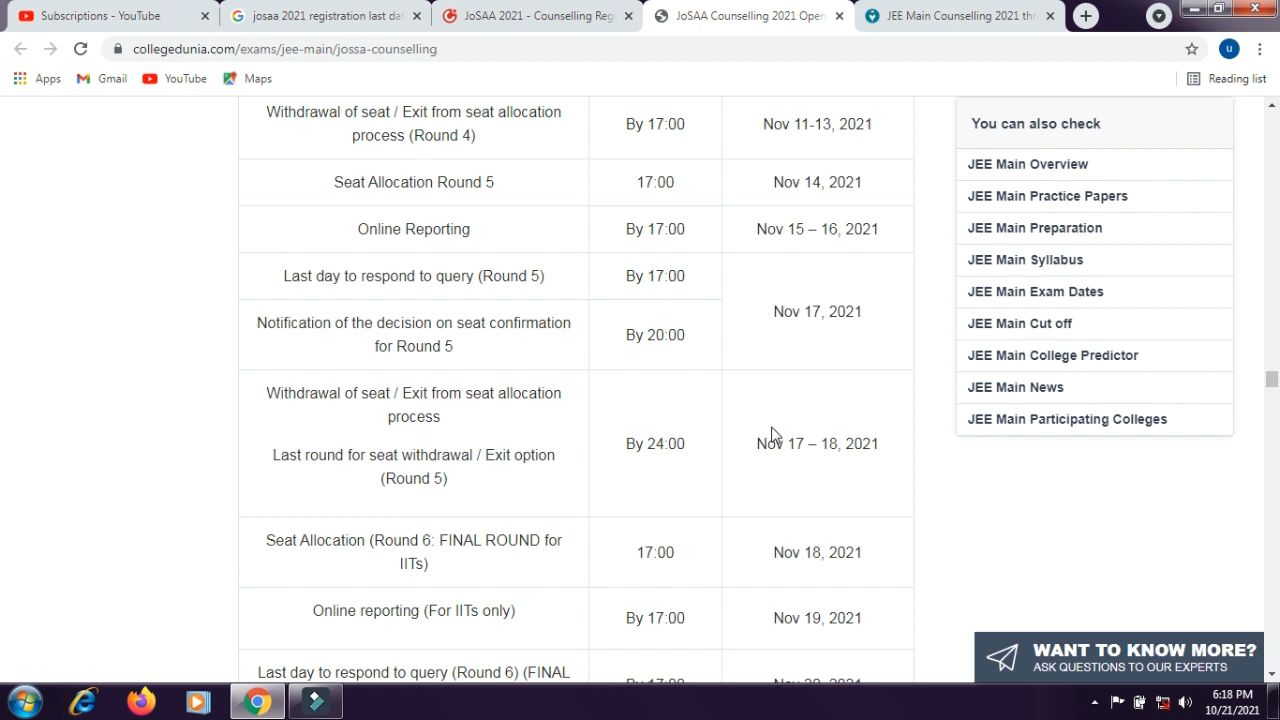 Subscriptions - YouTube
josaa 2021 registration last dat
JoSAA 2021 - Counselling Reg
JoSAA Counselling 2021 Open
JEE Main Counselling 2021 thr
collegedunia.com/exams/jee-main/jossa-counselling
u
Apps
Gmail
YouTube
Maps
Reading list
Withdrawal of seat / Exit from seat allocation
process (Round 4)
By 17:00
Nov 11-13, 2021
Seat Allocation Round 5
17:00
Nov 14, 2021
Online Reporting
By 17:00
Nov 15 – 16, 2021
Last day to respond to query (Round 5)
By 17:00
Nov 17, 2021
Notification of the decision on seat confirmation
for Round 5
By 20:00
Withdrawal of seat / Exit from seat allocation
process
Last round for seat withdrawal / Exit option
(Round 5)
By 24:00
Nov 17 – 18, 2021
Seat Allocation (Round 6: FINAL ROUND for
IITs)
17:00
Nov 18, 2021
Online reporting (For IITs only)
By 17:00
Nov 19, 2021
Last day to respond to query (Round 6) (FINAL
By 17:00
Nov 20, 2021
You can also check
JEE Main Overview
JEE Main Practice Papers
JEE Main Preparation
JEE Main Syllabus
JEE Main Exam Dates
JEE Main Cut off
JEE Main College Predictor
JEE Main News
JEE Main Participating Colleges
WANT TO KNOW MORE?
ASK QUESTIONS TO OUR EXPERTS
6:18 PM
10/21/2021